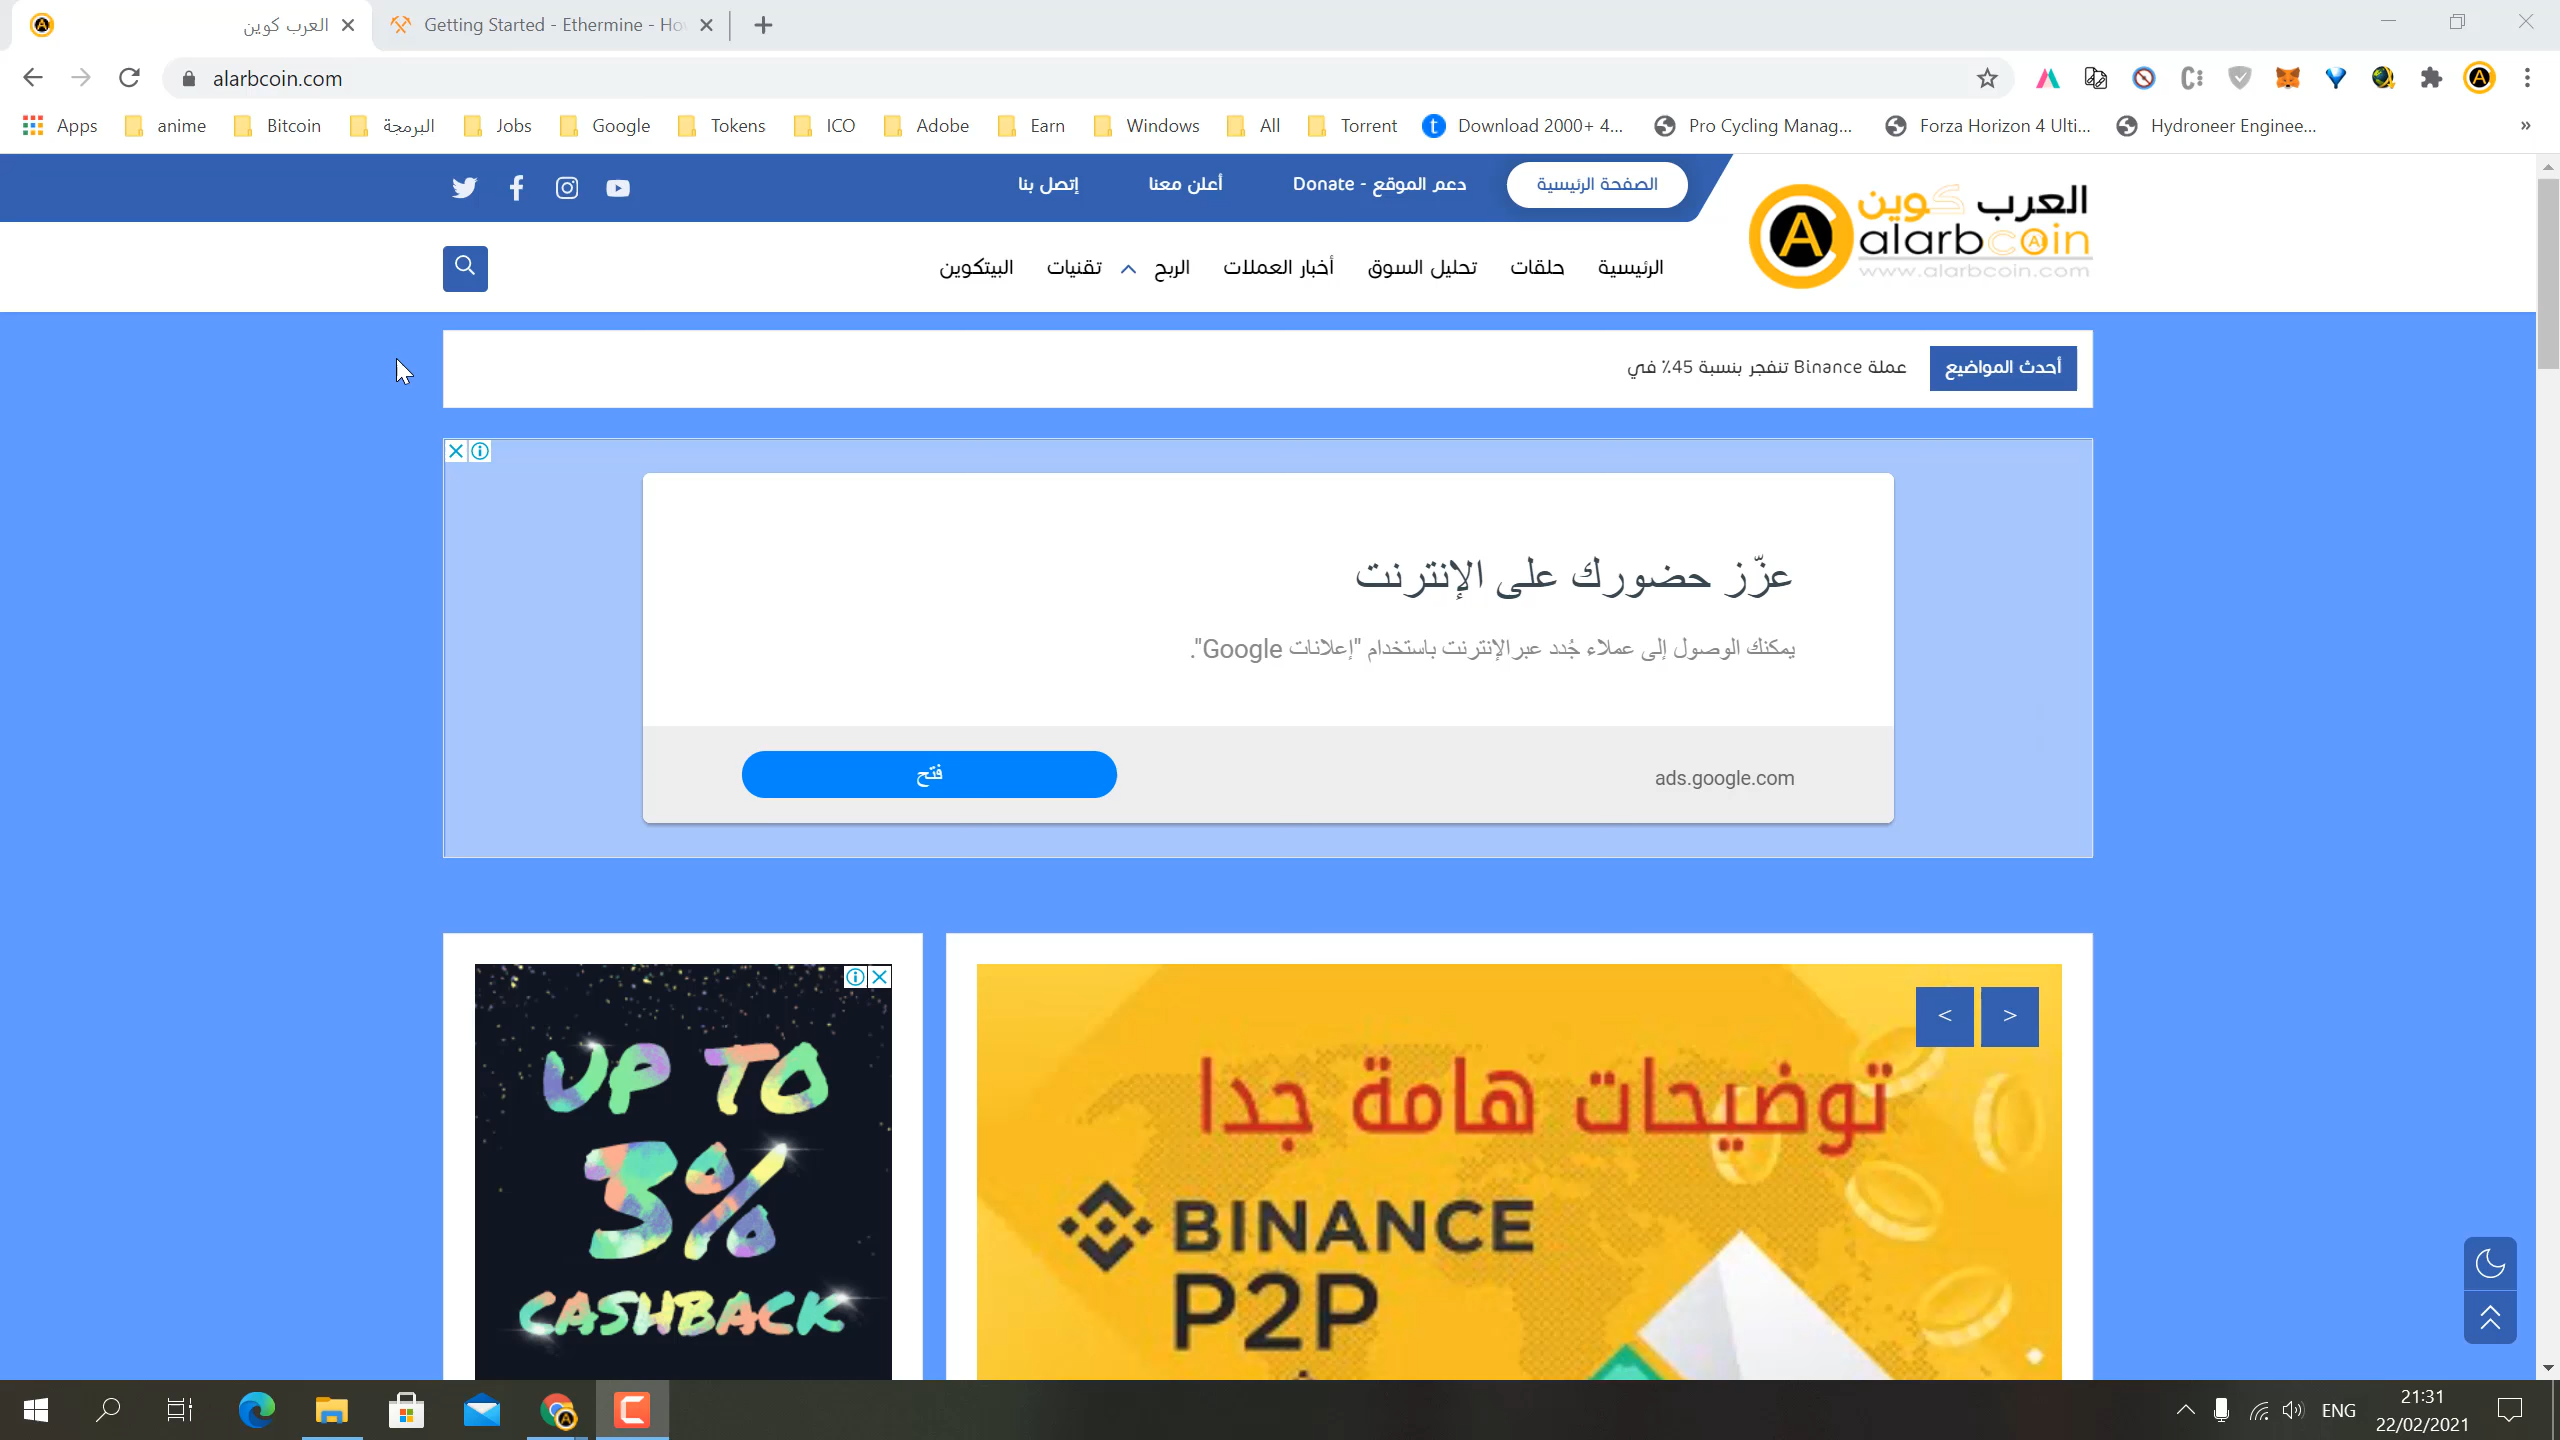 العرب كوين
Getting Started - Ethermine - Ho
alarbcoin.com
Apps anime Bitcoin البرمجة Jobs Google Tokens ICO Adobe Earn Windows All Torrent Download 2000+ 4... Pro Cycling Manag... Forza Horizon 4 Ulti... Hydroneer Enginee... »
الصفحة الرئيسية دعم الموقع - Donate أعلن معنا إتصل بنا
العرب كوين
alarbcoin
www.alarbcoin.com
الرئيسية حلقات تحليل السوق أخبار العملات الربح تقنيات البيتكوين
أحدث المواضيع عملة Binance تنفجر بنسبة 45٪ في
عزّز حضورك على الإنترنت
يمكنك الوصول إلى عملاء جُدد عبر الإنترنت باستخدام "إعلانات Google".
ads.google.com فتح
< >
توضيحات هامة جدا
BINANCE
P2P
UP TO
3%
CASHBACK
ENG
21:31
22/02/2021